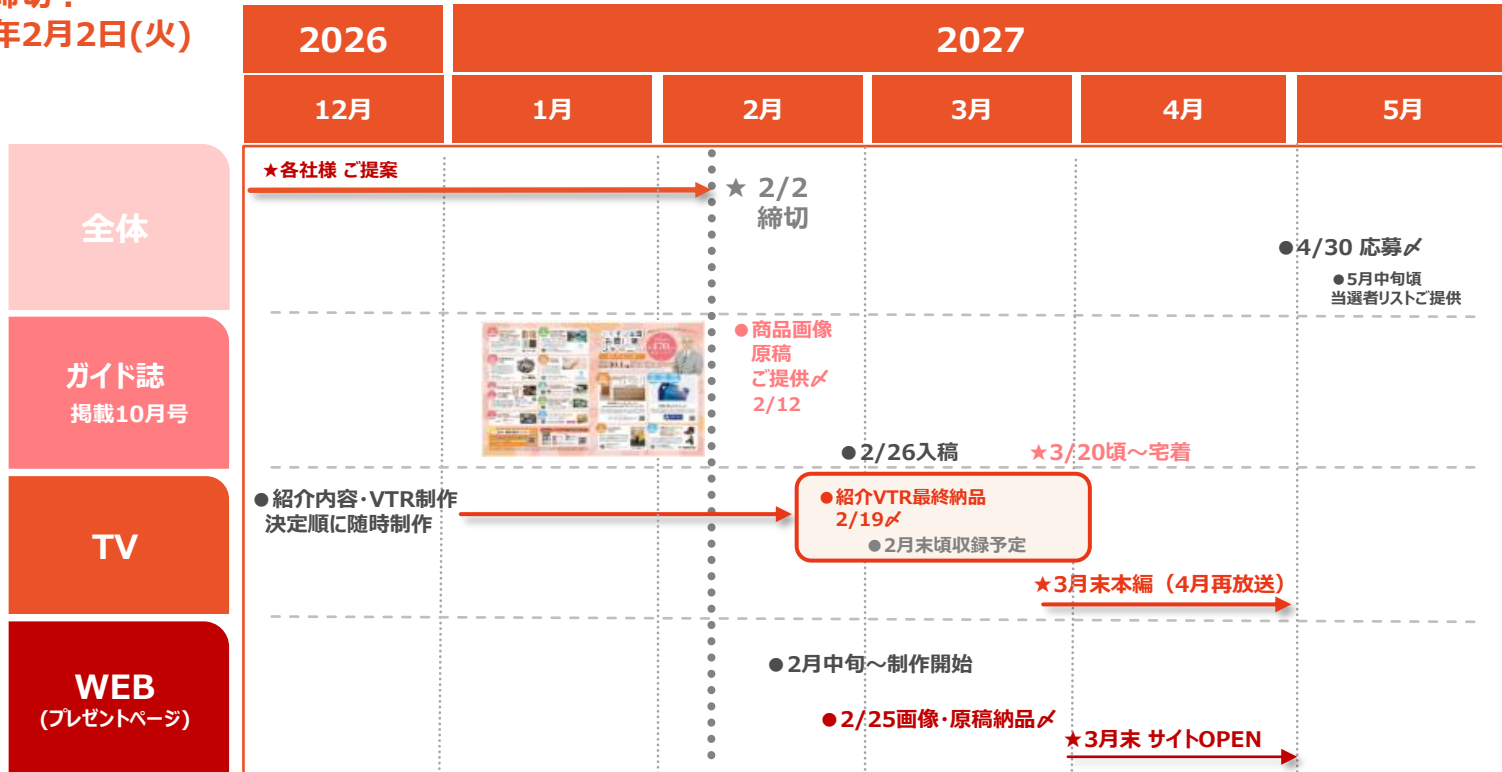 年2月2日(火)
2026
2027
12月
1月
2月
3月
4月
5月
全体
★各社様 ご提案
★ 2/2
締切
●4/30 応募〆
●5月中旬頃
当選者リストご提供
ガイド誌
掲載10月号
●商品画像
原稿
ご提供〆
2/12
●2/26入稿
★3/20頃～宅着
TV
●紹介内容・VTR制作
決定順に随時制作
●紹介VTR最終納品
2/19〆
●2月末頃収録予定
★3月末本編（4月再放送）
WEB
(プレゼントページ)
●2月中旬～制作開始
●2/25画像・原稿納品〆
★3月末 サイトOPEN